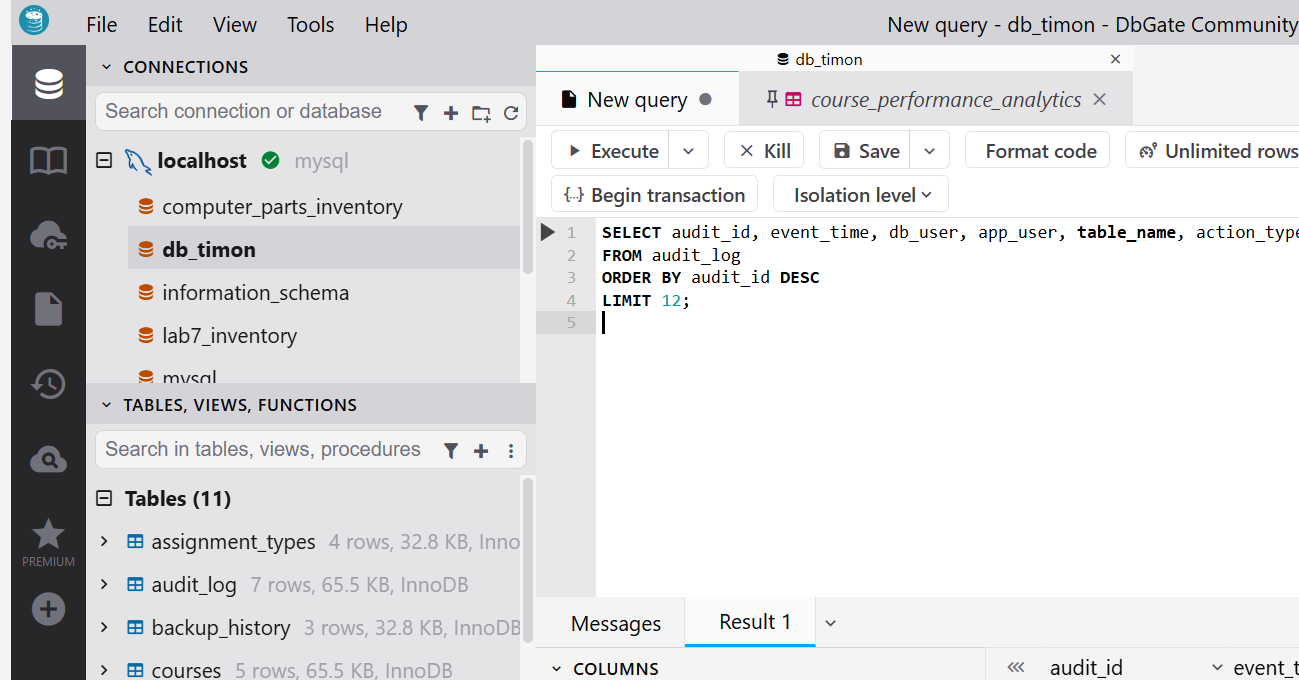 File Edit View Tools Help
New query - db_timon - DbGate Community
CONNECTIONS
Search connection or database
localhost mysql
computer_parts_inventory
db_timon
information_schema
lab7_inventory
mysql
TABLES, VIEWS, FUNCTIONS
Search in tables, views, procedures
Tables (11)
assignment_types 4 rows, 32.8 KB, Inno
audit_log 7 rows, 65.5 KB, InnoDB
backup_history 3 rows, 32.8 KB, InnoDB
courses 5 rows, 65.5 KB, InnoDB
PREMIUM
db_timon
New query
course_performance_analytics
Execute Kill Save Format code Unlimited rows
{..} Begin transaction Isolation level
1 SELECT audit_id, event_time, db_user, app_user, table_name, action_type
2 FROM audit_log
3 ORDER BY audit_id DESC
4 LIMIT 12;
5
Messages Result 1
COLUMNS
audit_id event_t